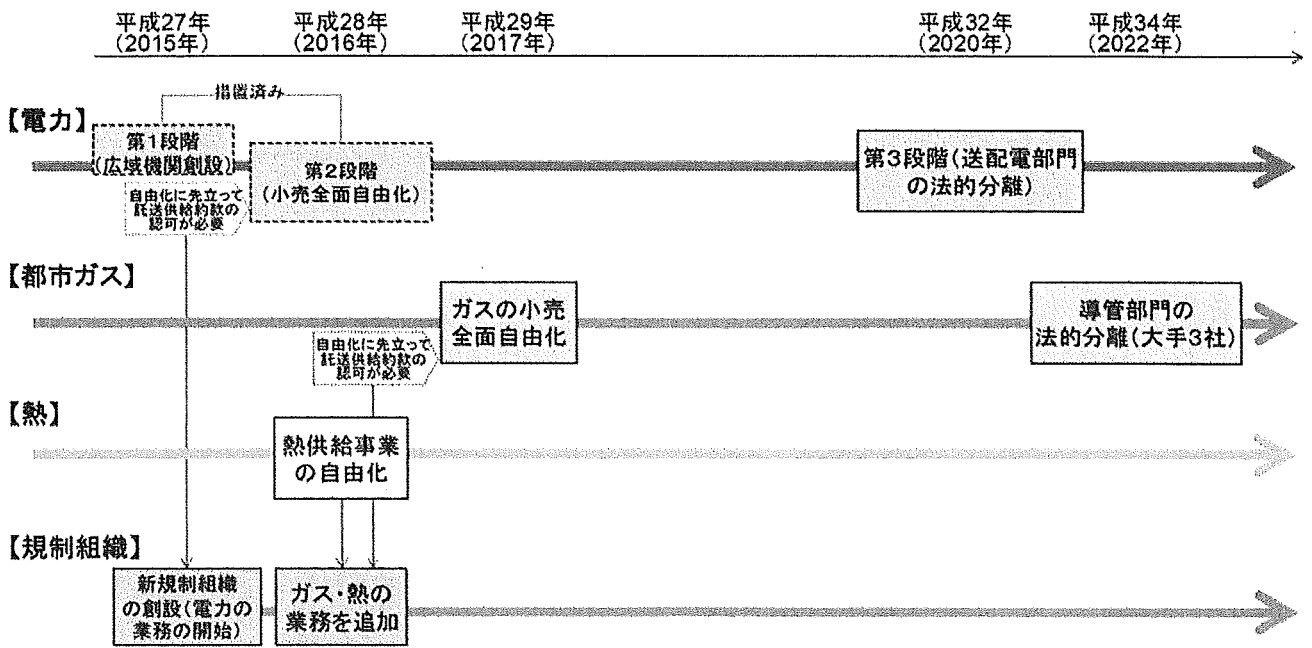 平成27年
(2015年)
平成28年
(2016年)
平成29年
(2017年)
平成32年
(2020年)
平成34年
(2022年)
措置済み
【電力】
第1段階
(広域機関創設)
第2段階
(小売全面自由化)
第3段階(送配電部門
の法的分離)
自由化に先立って
託送供給約款の
認可が必要
【都市ガス】
ガスの小売
全面自由化
導管部門の
法的分離(大手3社)
自由化に先立って
託送供給約款の
認可が必要
【熱】
熱供給事業
の自由化
【規制組織】
新規制組織
の創設(電力の
業務の開始)
ガス・熱の
業務を追加